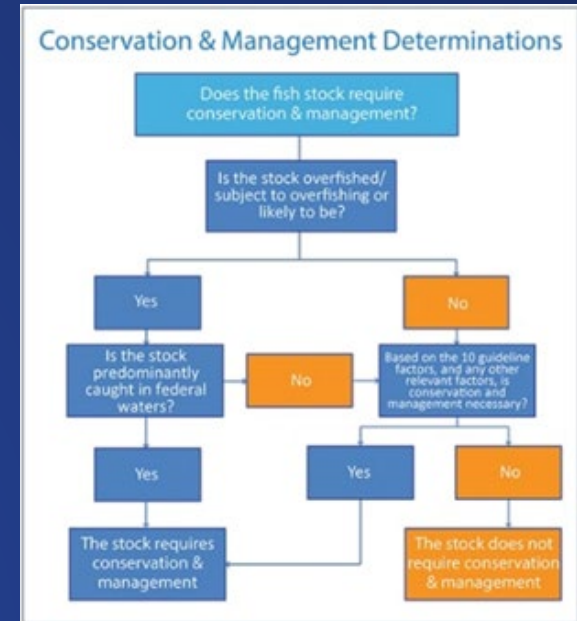 Conservation & Management Determinations
Does the fish stock require
conservation & management?
Is the stock overfished/
subject to overfishing or
likely to be?
Yes
No
Is the stock
predominantly
caught in federal
waters?
No
Based on the 10 guideline
factors, and any other
relevant factors, is
conservation and
management necessary?
Yes
Yes
No
The stock requires
conservation &
management
The stock does not
require conservation
& management